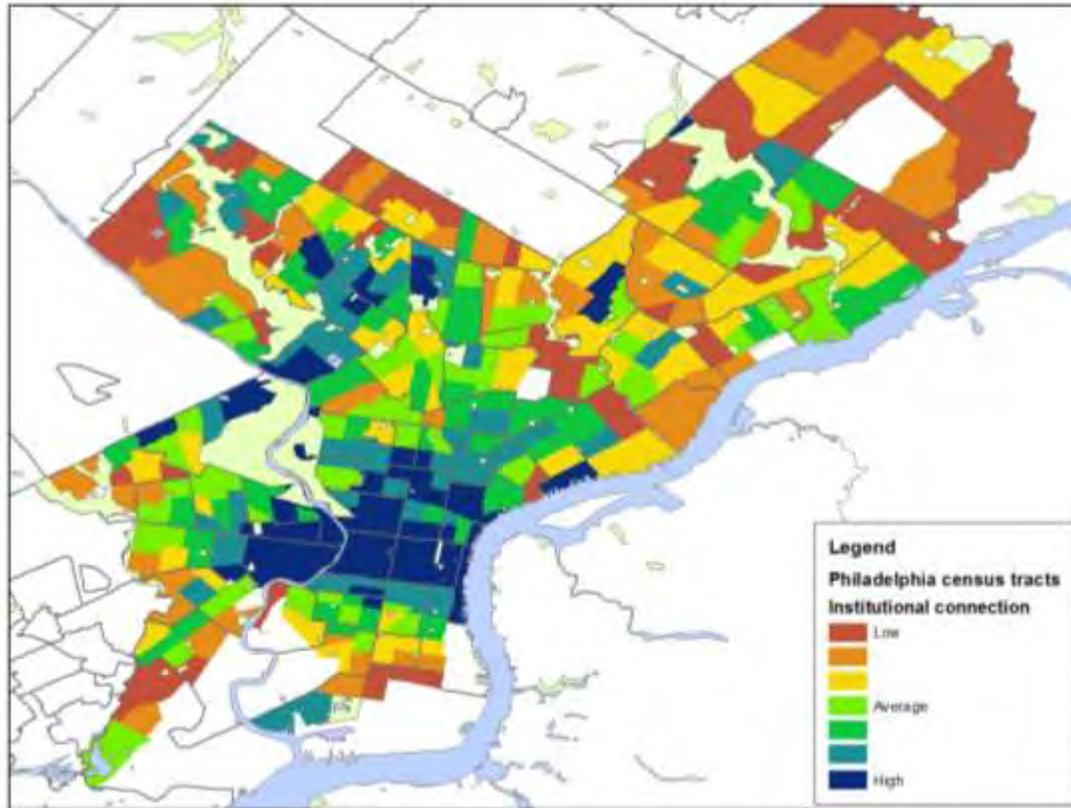 Legend
Philadelphia census tracts
Institutional connection
Low
Average
High